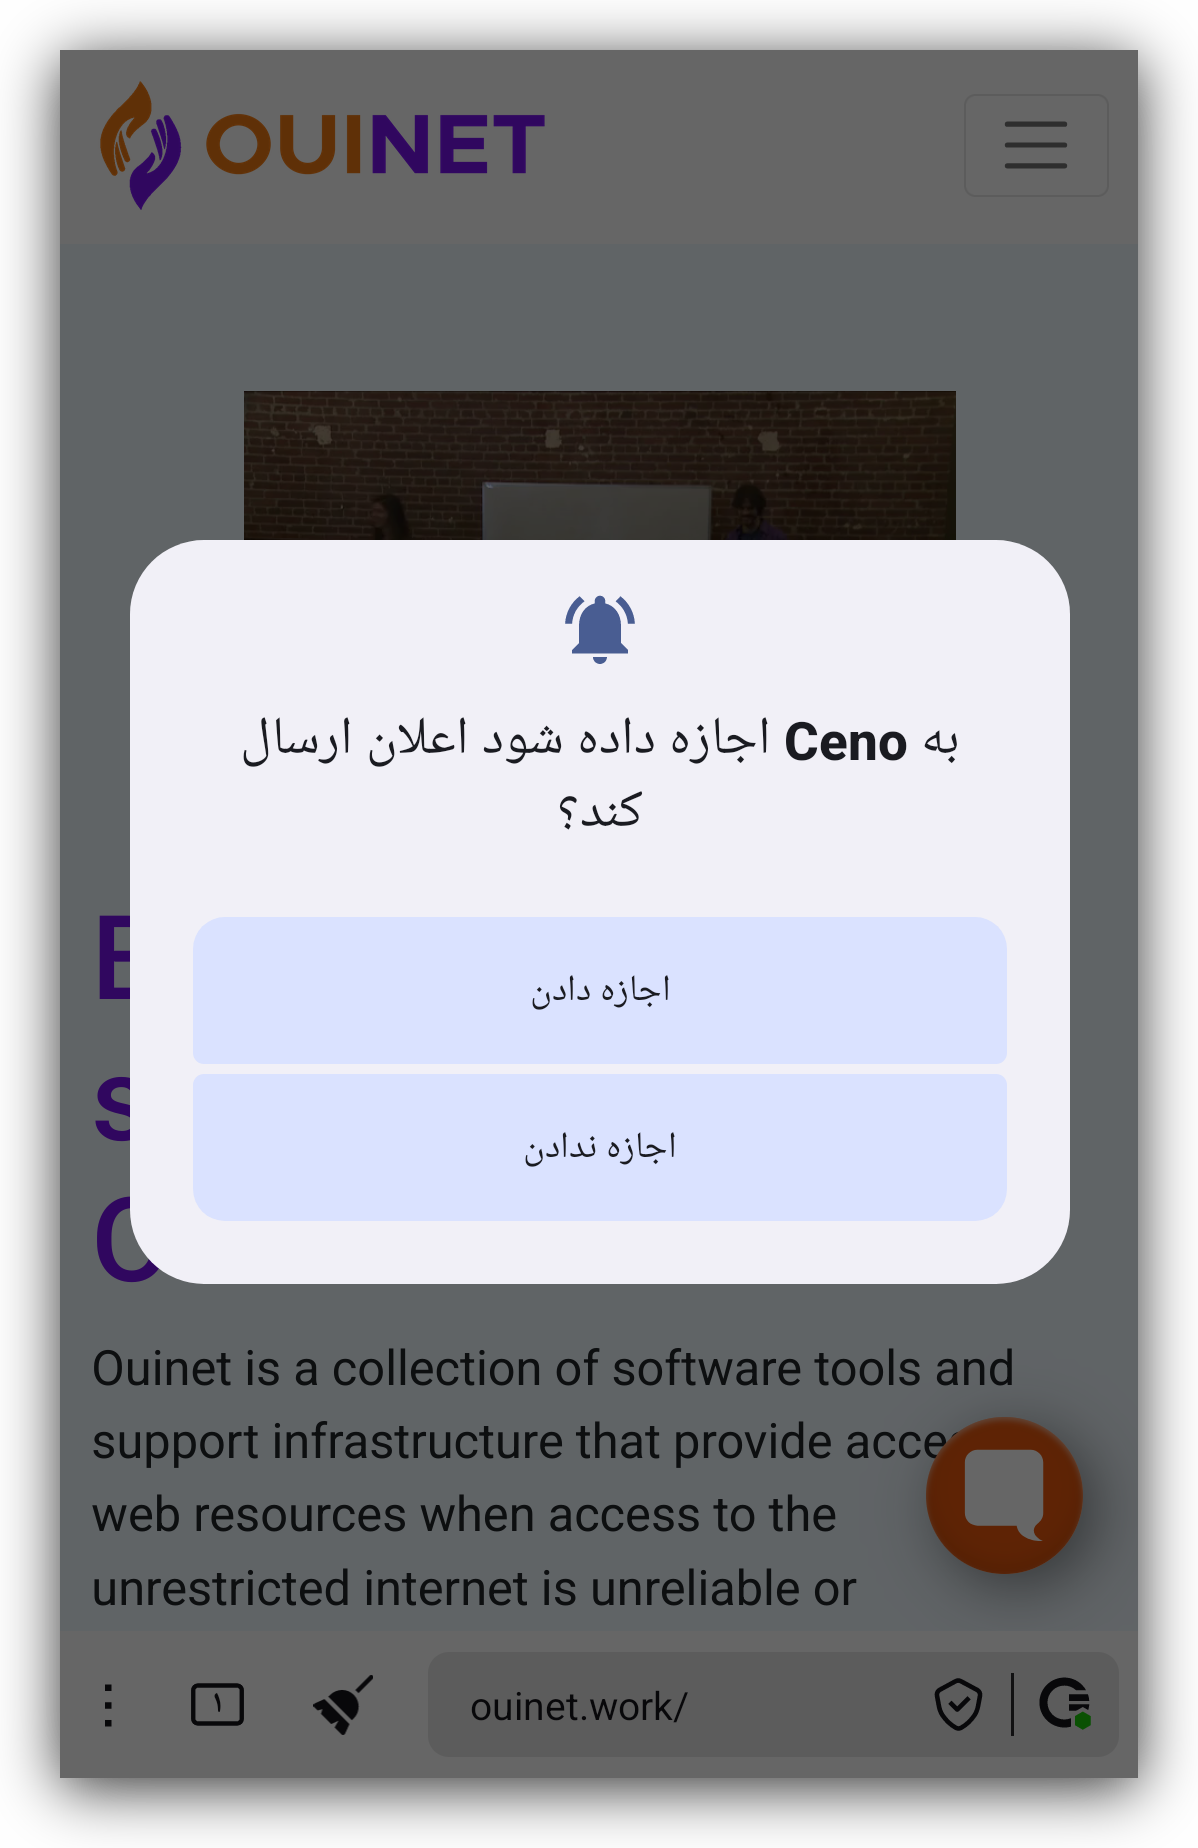 OUINET
به Ceno اجازه داده شود اعلان ارسال
کند؟
اجازه دادن
اجازه ندادن
E
s
Ouinet is a collection of software tools and
support infrastructure that provide
web resources when access to the
unrestricted internet is unreliable or
۱
ouinet.work/